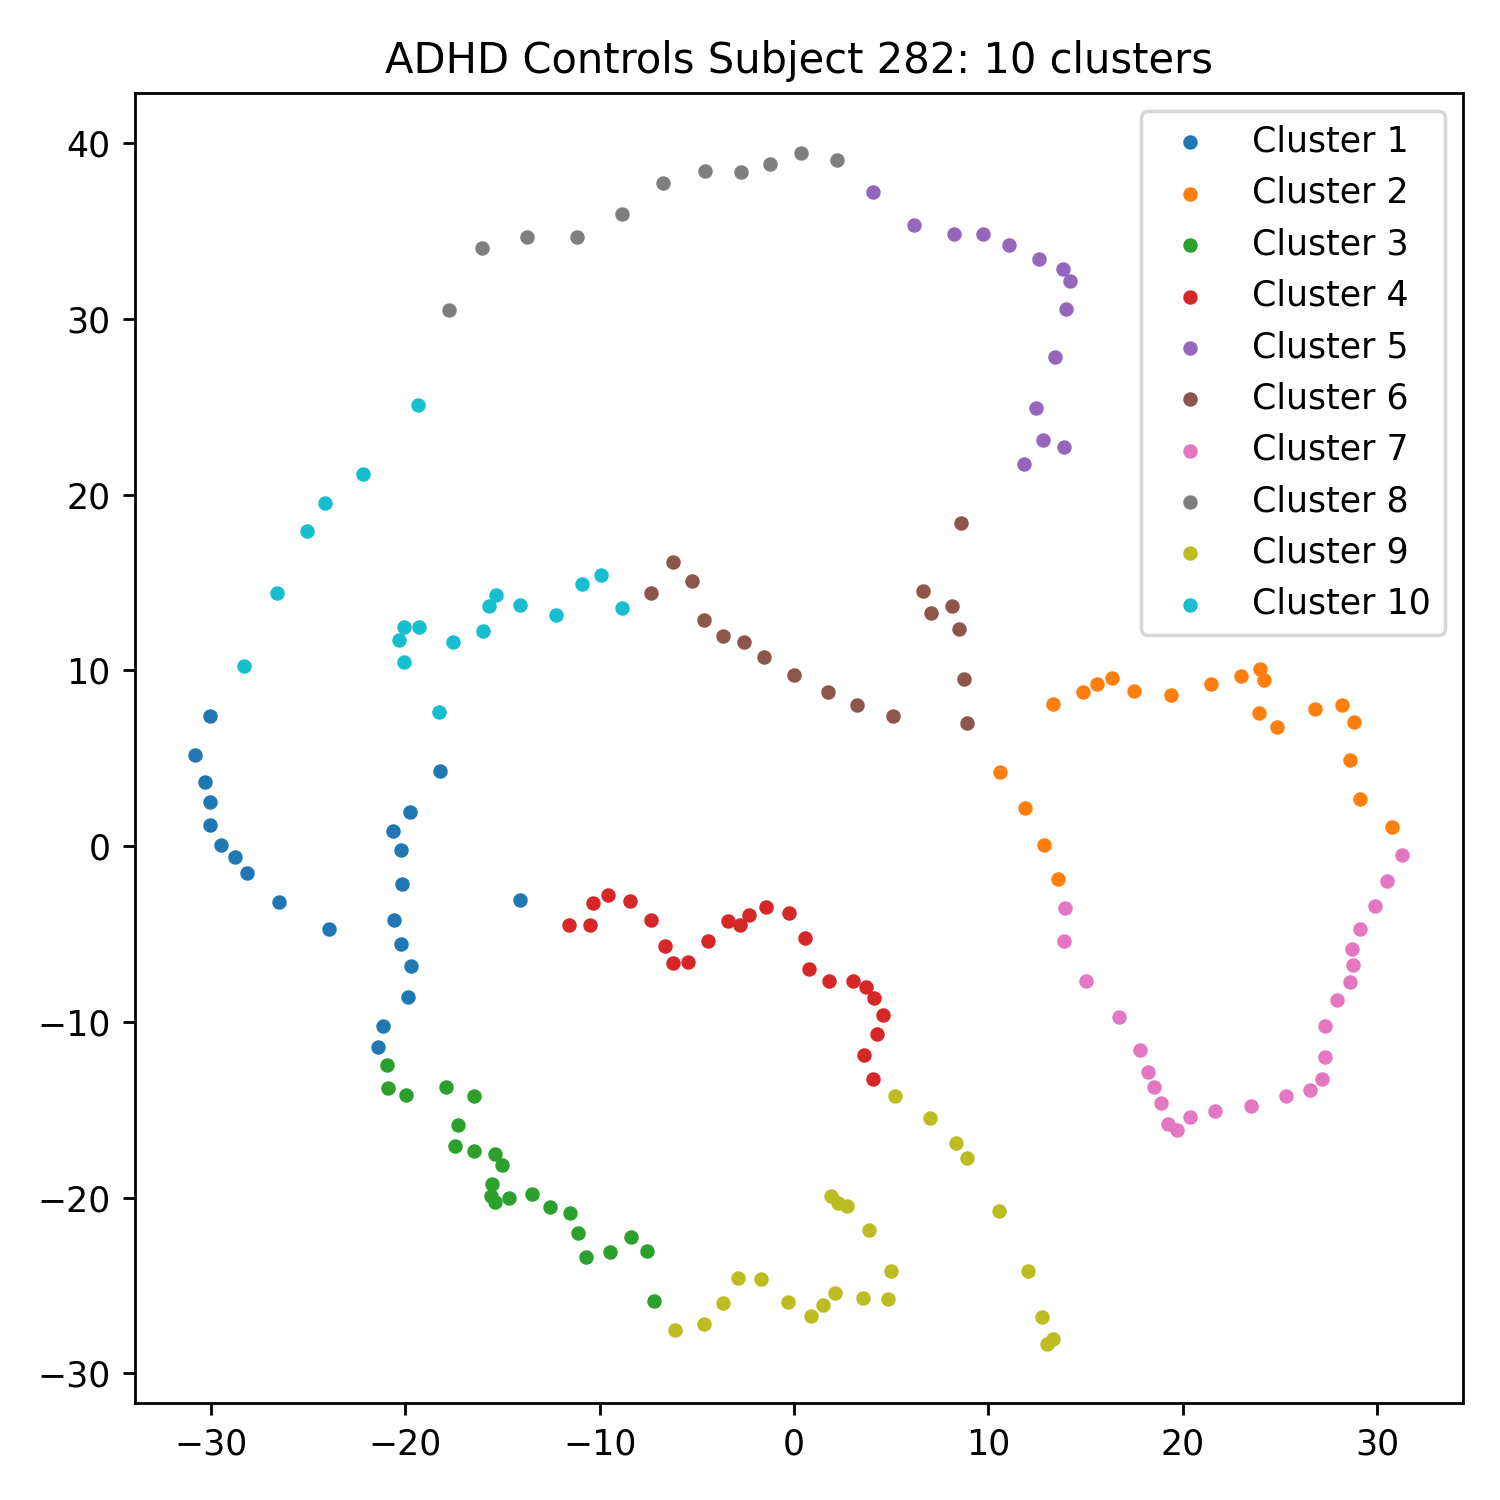 ADHD Controls Subject 282: 10 clusters
40
30
20
10
0
−10
−20
−30
−30
−20
−10
0
10
20
30
Cluster 1
Cluster 2
Cluster 3
Cluster 4
Cluster 5
Cluster 6
Cluster 7
Cluster 8
Cluster 9
Cluster 10